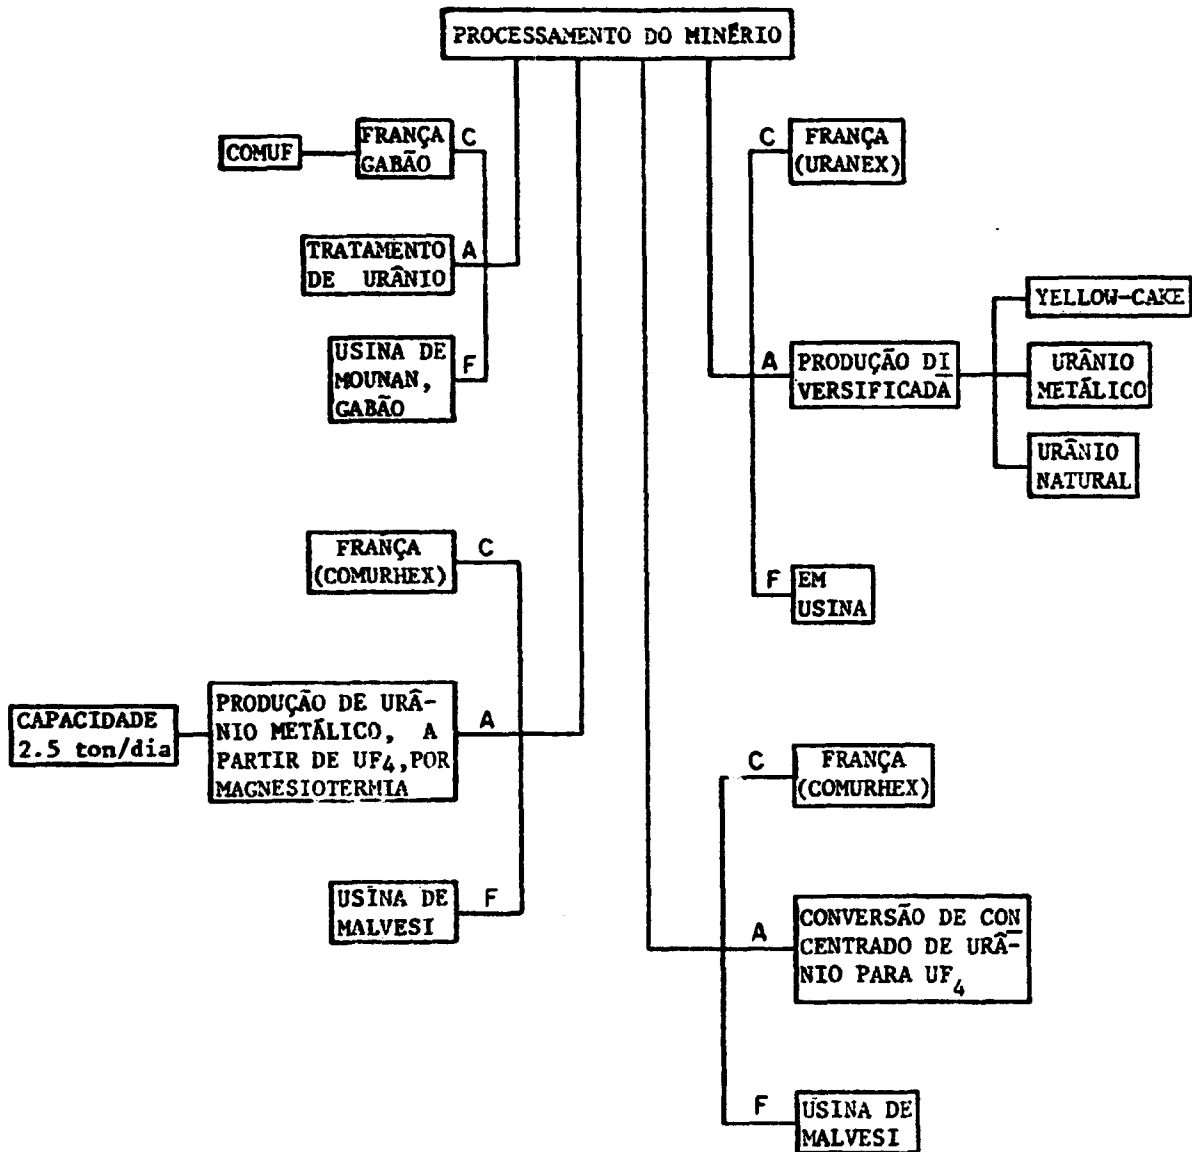 PROCESSAMENTO DO MINÉRIO
COMUF
FRANÇA
GABÃO
C
TRATAMENTO
DE URÂNIO
A
USINA DE
MOUNAN,
GABÃO
F
C
FRANÇA
(URANEX)
A
PRODUÇÃO DI
VERSIFICADA
YELLOW-CAKE
URÂNIO
METÁLICO
URÂNIO
NATURAL
F
EM
USINA
FRANÇA
(COMURHEX)
C
CAPACIDADE
2.5 ton/dia
PRODUÇÃO DE URÂ-
NIO METÁLICO, A
PARTIR DE UF₄, POR
MAGNESIOTERMIA
A
USINA DE
MALVESI
F
C
FRANÇA
(COMURHEX)
A
CONVERSÃO DE CON
CENTRADO DE URÂ-
NIO PARA UF₄
F
USINA DE
MALVESI